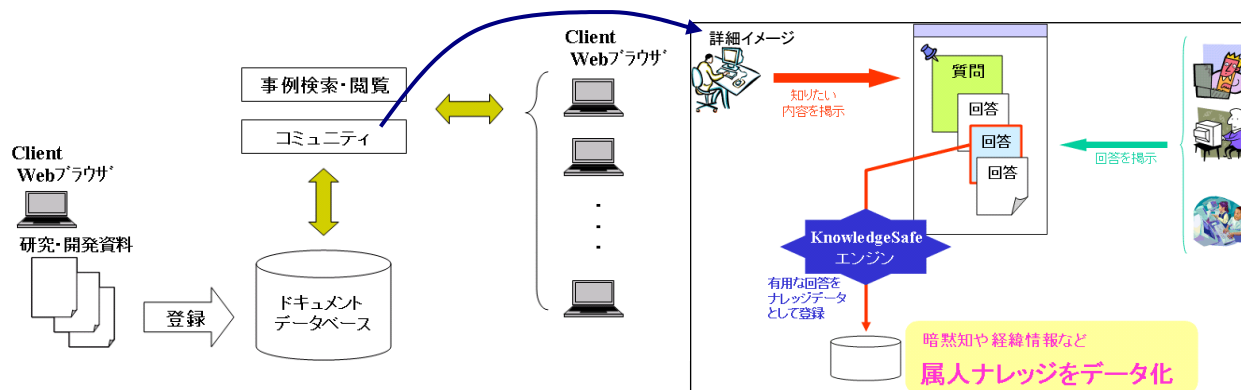 Client
Webﾌﾞﾗｳｻﾞ
研究・開発資料
登録
事例検索・閲覧
コミュニティ
ドキュメント
データベース
Client
Webﾌﾞﾗｳｻﾞ
・
・
・
詳細イメージ
知りたい
内容を掲示
質問
回答
回答
回答
回答を掲示
KnowledgeSafe
エンジン
有用な回答を
ナレッジデータ
として登録
暗黙知や経緯情報など
属人ナレッジをデータ化